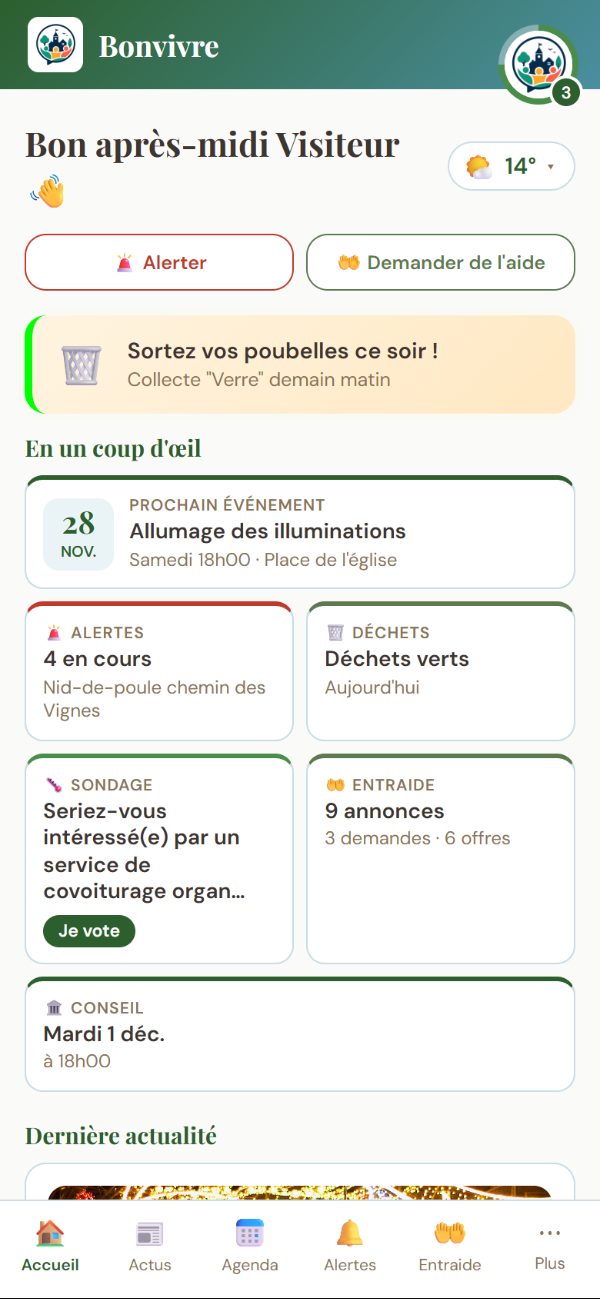 Bonvivre
3
Bon après-midi Visiteur
👋
🌤️ 14° ▾
🚨 Alerter
🤲 Demander de l'aide
Sortez vos poubelles ce soir !
Collecte "Verre" demain matin
En un coup d'œil
28
NOV.
PROCHAIN ÉVÉNEMENT
Allumage des illuminations
Samedi 18h00 · Place de l'église
🚨 ALERTES
4 en cours
Nid-de-poule chemin des
Vignes
🗑️ DÉCHETS
Déchets verts
Aujourd'hui
SONDAGE
Seriez-vous
intéressé(e) par un
service de
covoiturage organ...
Je vote
🤲 ENTRAIDE
9 annonces
3 demandes · 6 offres
🏛️ CONSEIL
Mardi 1 déc.
à 18h00
Dernière actualité
Accueil
Actus
Agenda
Alertes
Entraide
Plus